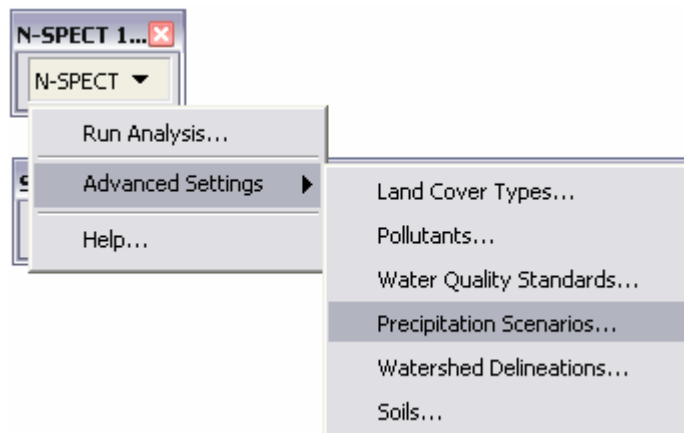 N-SPECT 1...
N-SPECT
Run Analysis...
Advanced Settings
Help...
Land Cover Types...
Pollutants...
Water Quality Standards...
Precipitation Scenarios...
Watershed Delineations...
Soils...